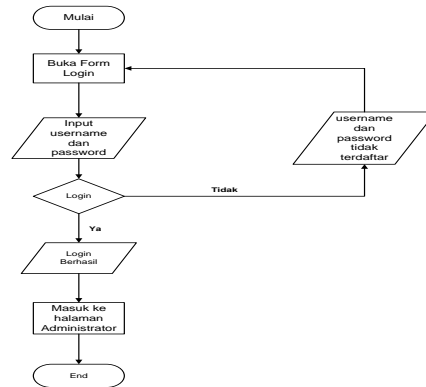 Mulai
Buka Form
Login
Input
username
dan
password
username
dan
password
tidak
terdaftar
Login
Tidak
Ya
Login
Berhasil
Masuk ke
halaman
Administrator
End